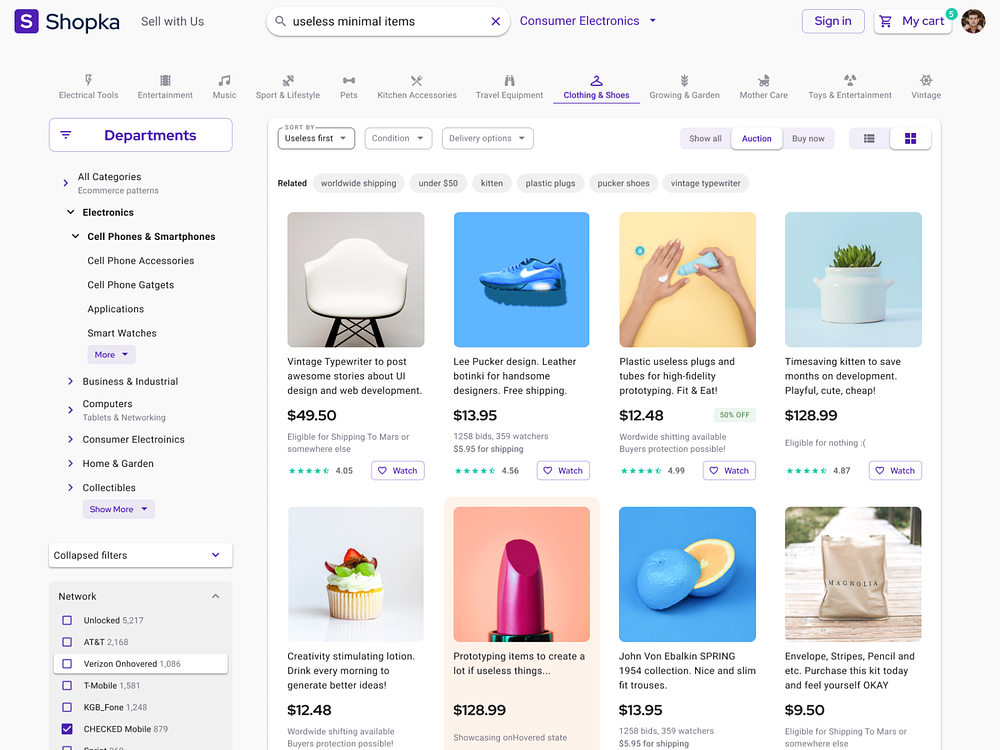 S Shopka
Sell with Us
useless minimal items
Consumer Electronics
Sign in
My cart
5
Electrical Tools
Entertainment
Music
Sport & Lifestyle
Pets
Kitchen Accessories
Travel Equipment
Clothing & Shoes
Growing & Garden
Mother Care
Toys & Entertainment
Vintage
Departments
All Categories
Ecommerce patterns
Electronics
Cell Phones & Smartphones
Cell Phone Accessories
Cell Phone Gatgets
Applications
Smart Watches
More
Business & Industrial
Computers
Tablets & Networking
Consumer Electroinics
Home & Garden
Collectibles
Show More
Collapsed filters
Network
Unlocked 5,217
AT&T 2,168
Verizon Onhovered 1,086
T-Mobile 1,581
KGB_Fone 1,248
CHECKED Mobile 879
SORT BY
Useless first
Condition
Delivery options
Show all
Auction
Buy now
Related
worldwide shipping
under $50
kitten
plastic plugs
pucker shoes
vintage typewriter
Vintage Typewriter to post
awesome stories about UI
design and web development.
$49.50
Eligible for Shipping To Mars or
somewhere else
4.05
Watch
Lee Pucker design. Leather
botinki for handsome
designers. Free shipping.
$13.95
1258 bids, 359 watchers
$5.95 for shipping
4.56
Watch
Plastic useless plugs and
tubes for high-fidelity
prototyping. Fit & Eat!
$12.48
50% OFF
Wordwide shitting available
Buyers protection possible!
4.99
Watch
Timesaving kitten to save
months on development.
Playful, cute, cheap!
$128.99
Eligible for nothing :(
4.87
Watch
Creativity stimulating lotion.
Drink every morning to
generate better ideas!
$12.48
Wordwide shifting available
Buyers protection possible!
Prototyping items to create a
lot if useless things...
$128.99
Showcasing onHovered state
John Von Ebalkin SPRING
1954 collection. Nice and slim
fit trouses.
$13.95
1258 bids, 359 watchers
$5.95 for shipping
MAGNOLIA
Envelope, Stripes, Pencil and
etc. Purchase this kit today
and feel yourself OKAY
$9.50
Eligible for Shipping To Mars or
somewhere else